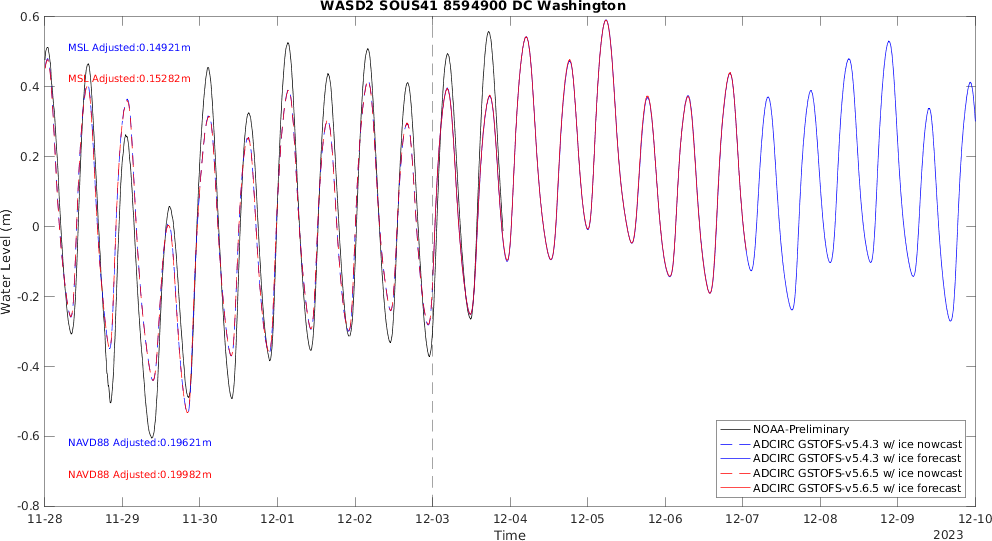 WASD2 SOUS41 8594900 DC Washington
0.6
0.4
0.2
0
-0.2
-0.4
-0.6
-0.8
Water Level (m)
MSL Adjusted:0.14921m
MSL Adjusted:0.15282m
NAVD88 Adjusted:0.19621m
NAVD88 Adjusted:0.19982m
NOAA-Preliminary
ADCIRC GSTOFS-v5.4.3 w/ ice nowcast
ADCIRC GSTOFS-v5.4.3 w/ ice forecast
ADCIRC GSTOFS-v5.6.5 w/ ice nowcast
ADCIRC GSTOFS-v5.6.5 w/ ice forecast
11-28 11-29 11-30 12-01 12-02 12-03 12-04 12-05 12-06 12-07 12-08 12-09 12-10
Time
2023